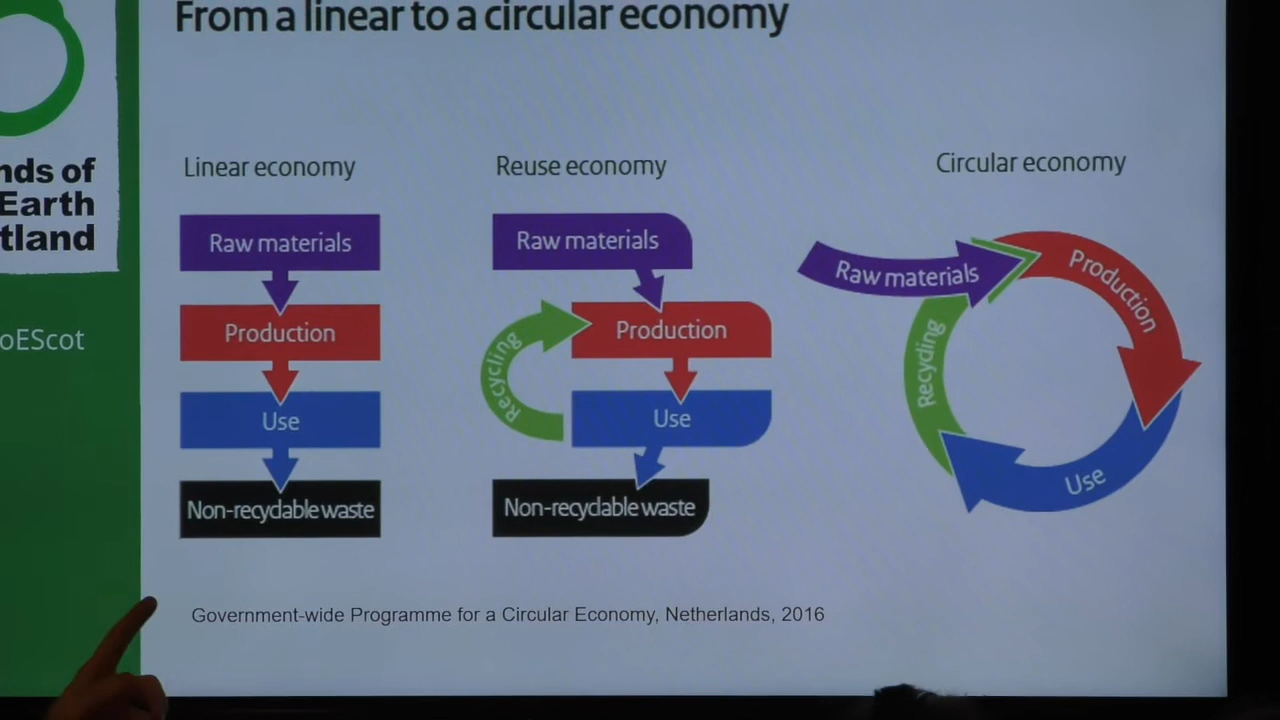 From a linear to a circular economy
nds of
Earth
tland
oEScot
Linear economy
Raw materials
Production
Use
Non-recyclable waste
Reuse economy
Raw materials
Production
Recycling
Use
Non-recyclable waste
Circular economy
Raw materials
Production
Recycling
Use
Government-wide Programme for a Circular Economy, Netherlands, 2016